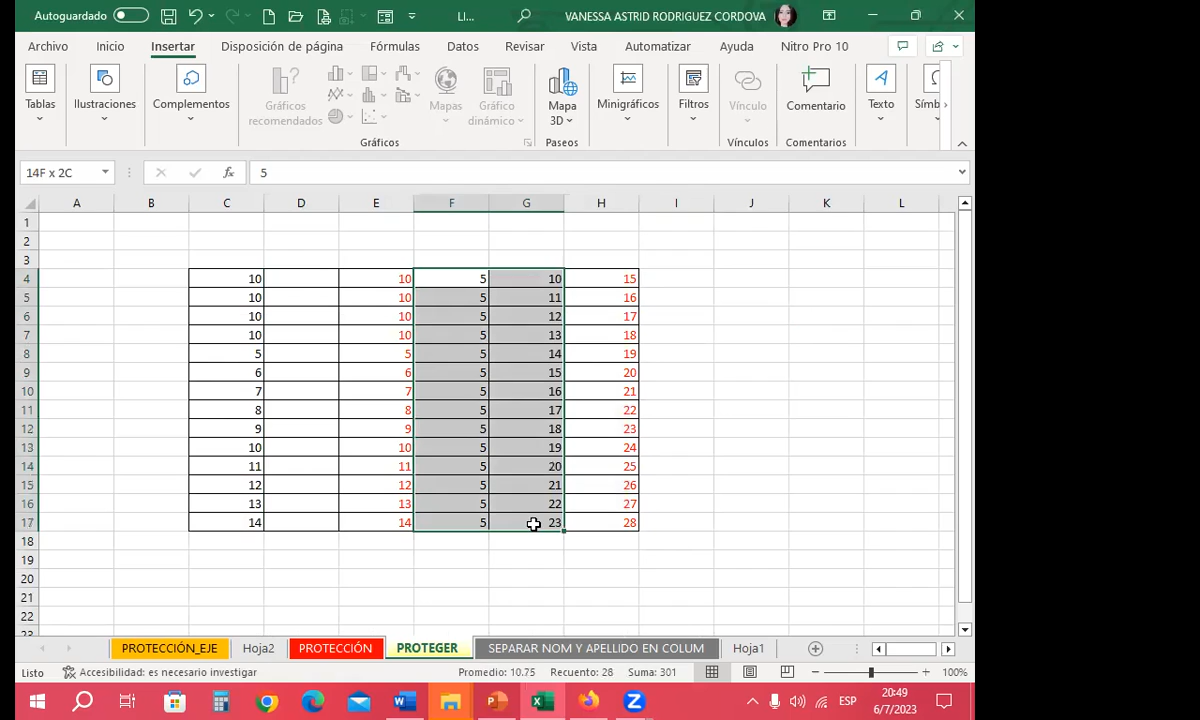 Autoguardado LI... VANESSA ASTRID RODRIGUEZ CORDOVA
Archivo Inicio Insertar Disposición de página Fórmulas Datos Revisar Vista Automatizar Ayuda Nitro Pro 10
Tablas Ilustraciones Complementos Gráficos recomendados Mapas Gráfico dinámico Mapa 3D Minigráficos Filtros Vínculo Comentario Texto Símb
Gráficos Paseos Vínculos Comentarios
14F x 2C fx 5
A B C D E F G H I J K L
1
2
3
4 10 10 5 10 15
5 10 10 5 11 16
6 10 10 5 12 17
7 10 10 5 13 18
8 5 5 5 14 19
9 6 6 5 15 20
10 7 7 5 16 21
11 8 8 5 17 22
12 9 9 5 18 23
13 10 10 5 19 24
14 11 11 5 20 25
15 12 12 5 21 26
16 13 13 5 22 27
17 14 14 5 23 28
18
19
20
21
22
23
PROTECCIÓN_EJE Hoja2 PROTECCIÓN PROTEGER SEPARAR NOM Y APELLIDO EN COLUM Hoja1
Listo Accesibilidad: es necesario investigar Promedio: 10.75 Recuento: 28 Suma: 301 100%
ESP 20:49
6/7/2023